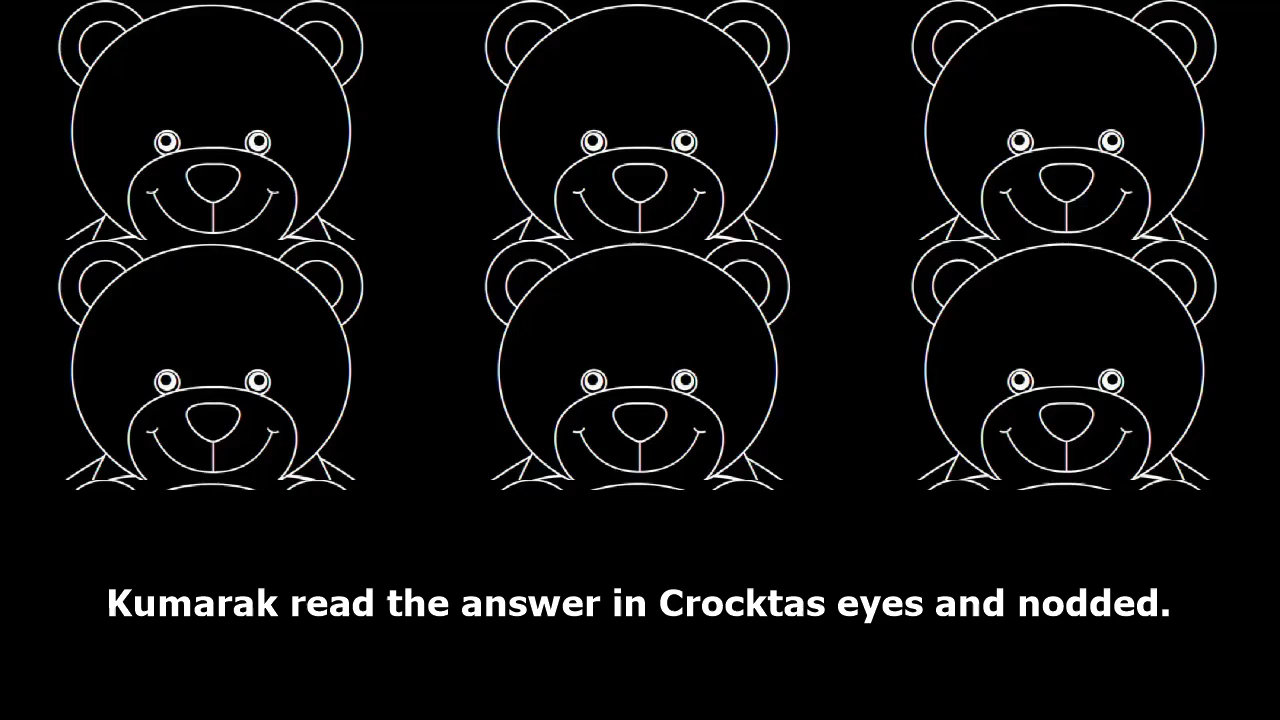 Kumarak read the answer in Crocktas eyes and nodded.